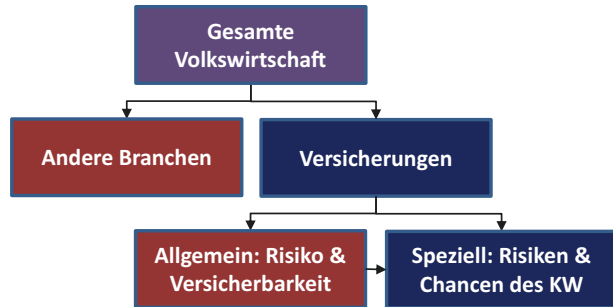 Gesamte
Volkswirtschaft
Andere Branchen
Versicherungen
Allgemein: Risiko &
Versicherbarkeit
Speziell: Risiken &
Chancen des KW